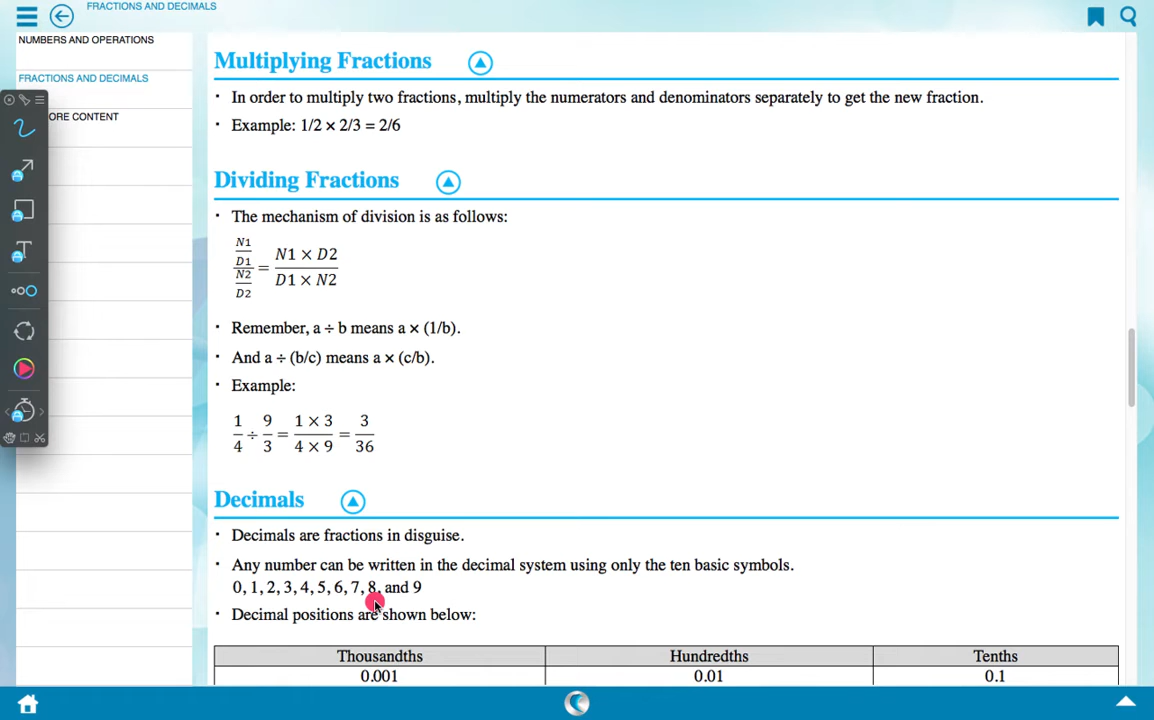 FRACTIONS AND DECIMALS
NUMBERS AND OPERATIONS
FRACTIONS AND DECIMALS
ORE CONTENT
T
Multiplying Fractions
· In order to multiply two fractions, multiply the numerators and denominators separately to get the new fraction.
· Example: 1/2 × 2/3 = 2/6
Dividing Fractions
· The mechanism of division is as follows:
(N1/D1)/(N2/D2) = (N1 × D2)/(D1 × N2)
· Remember, a ÷ b means a × (1/b).
· And a ÷ (b/c) means a × (c/b).
· Example:
1/4 ÷ 9/3 = (1 × 3)/(4 × 9) = 3/36
Decimals
· Decimals are fractions in disguise.
· Any number can be written in the decimal system using only the ten basic symbols.
0, 1, 2, 3, 4, 5, 6, 7, 8, and 9
· Decimal positions are shown below:
Thousandths Hundredths Tenths
0.001 0.01 0.1